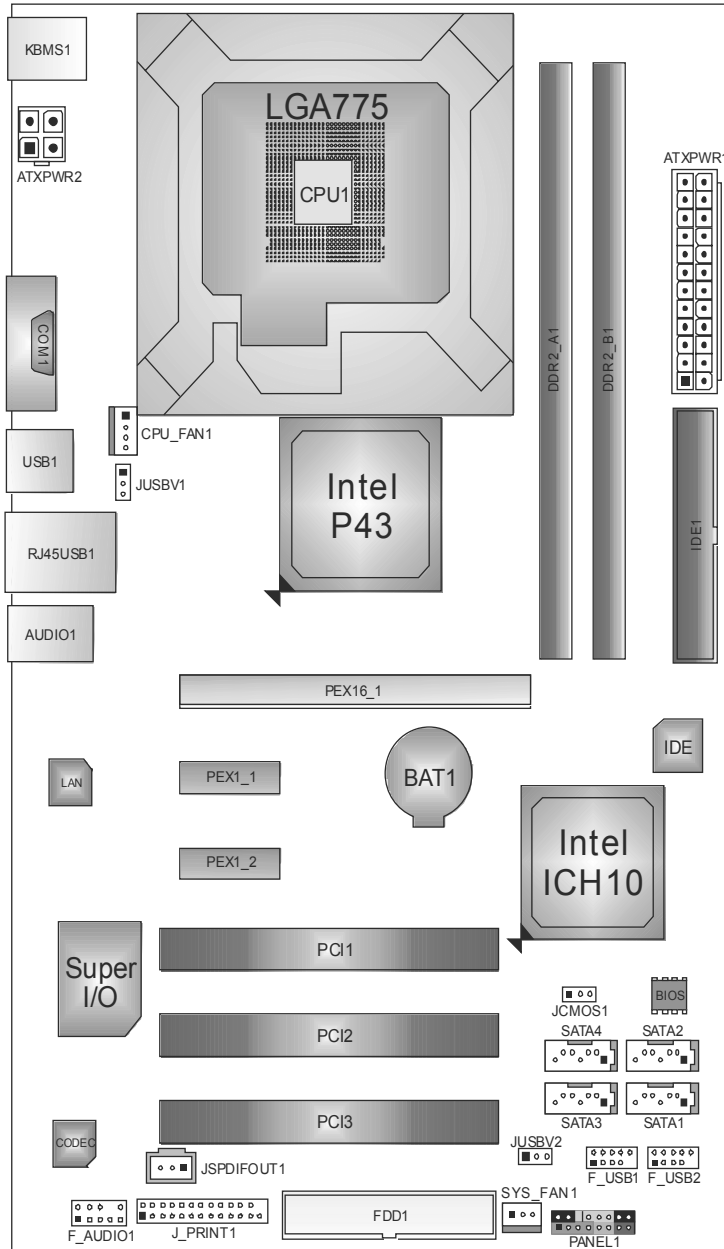 KBMS1
LGA775
CPU1
ATXPWR2
ATXPWR1
COM1
DDR2_A1
DDR2_B1
CPU_FAN1
USB1
JUSBV1
Intel
P43
IDE1
RJ45USB1
AUDIO1
PEX16_1
IDE
LAN
PEX1_1
BAT1
Intel
ICH10
PEX1_2
Super
I/O
PCI1
BIOS
JCMOS1
SATA4
SATA2
PCI2
SATA3
SATA1
PCI3
CODEC
JUSBV2
JSPDIFOUT1
F_USB1
F_USB2
SYS_FAN1
F_AUDIO1
J_PRINT1
FDD1
PANEL1